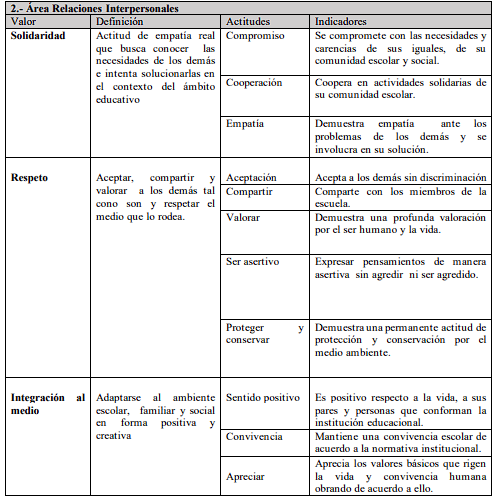 2.- Área Relaciones Interpersonales
Valor Definición Actitudes Indicadores
Solidaridad
Actitud de empatía real
que busca conocer las
necesidades de los demás
e intenta solucionarlas en
el contexto del ámbito
educativo
Compromiso
Se compromete con las necesidades y
carencias de sus iguales, de su
comunidad escolar y social.
Cooperación
Coopera en actividades solidarias de
su comunidad escolar.
Empatía
Demuestra empatía ante los
problemas de los demás y se
involucra en su solución.
Respeto
Aceptar, compartir y
valorar a los demás tal
cono son y respetar el
medio que lo rodea.
Aceptación
Acepta a los demás sin discriminación
Compartir
Comparte con los miembros de la
escuela.
Valorar
Demuestra una profunda valoración
por el ser humano y la vida.
Ser asertivo
Expresar pensamientos de manera
asertiva sin agredir ni ser agredido.
Proteger y
conservar
Demuestra una permanente actitud de
protección y conservación por el
medio ambiente.
Integración al
medio
Adaptarse al ambiente
escolar, familiar y social
en forma positiva y
creativa
Sentido positivo
Es positivo respecto a la vida, a sus
pares y personas que conforman la
institución educacional.
Convivencia
Mantiene una convivencia escolar de
acuerdo a la normativa institucional.
Apreciar
Aprecia los valores básicos que rigen
la vida y convivencia humana
obrando de acuerdo a ello.